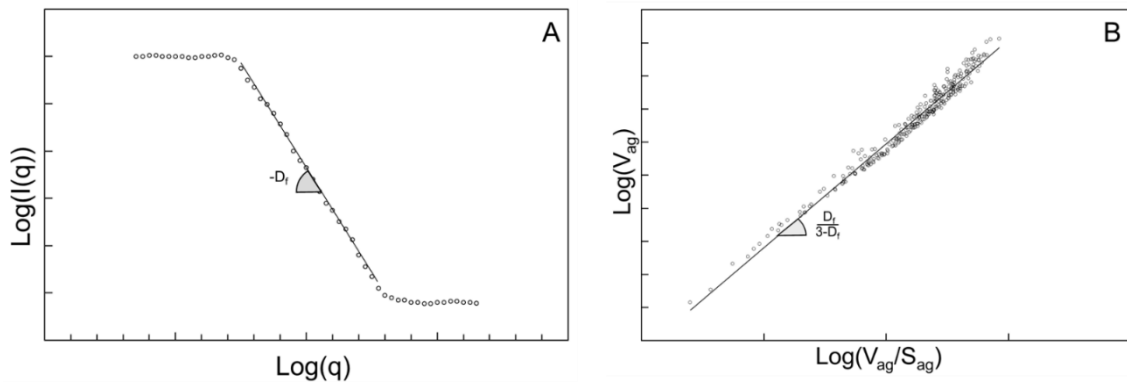 A
Log(I(q))
-Df
Log(q)
B
Log(Vag)
Df
3-Df
Log(Vag/Sag)